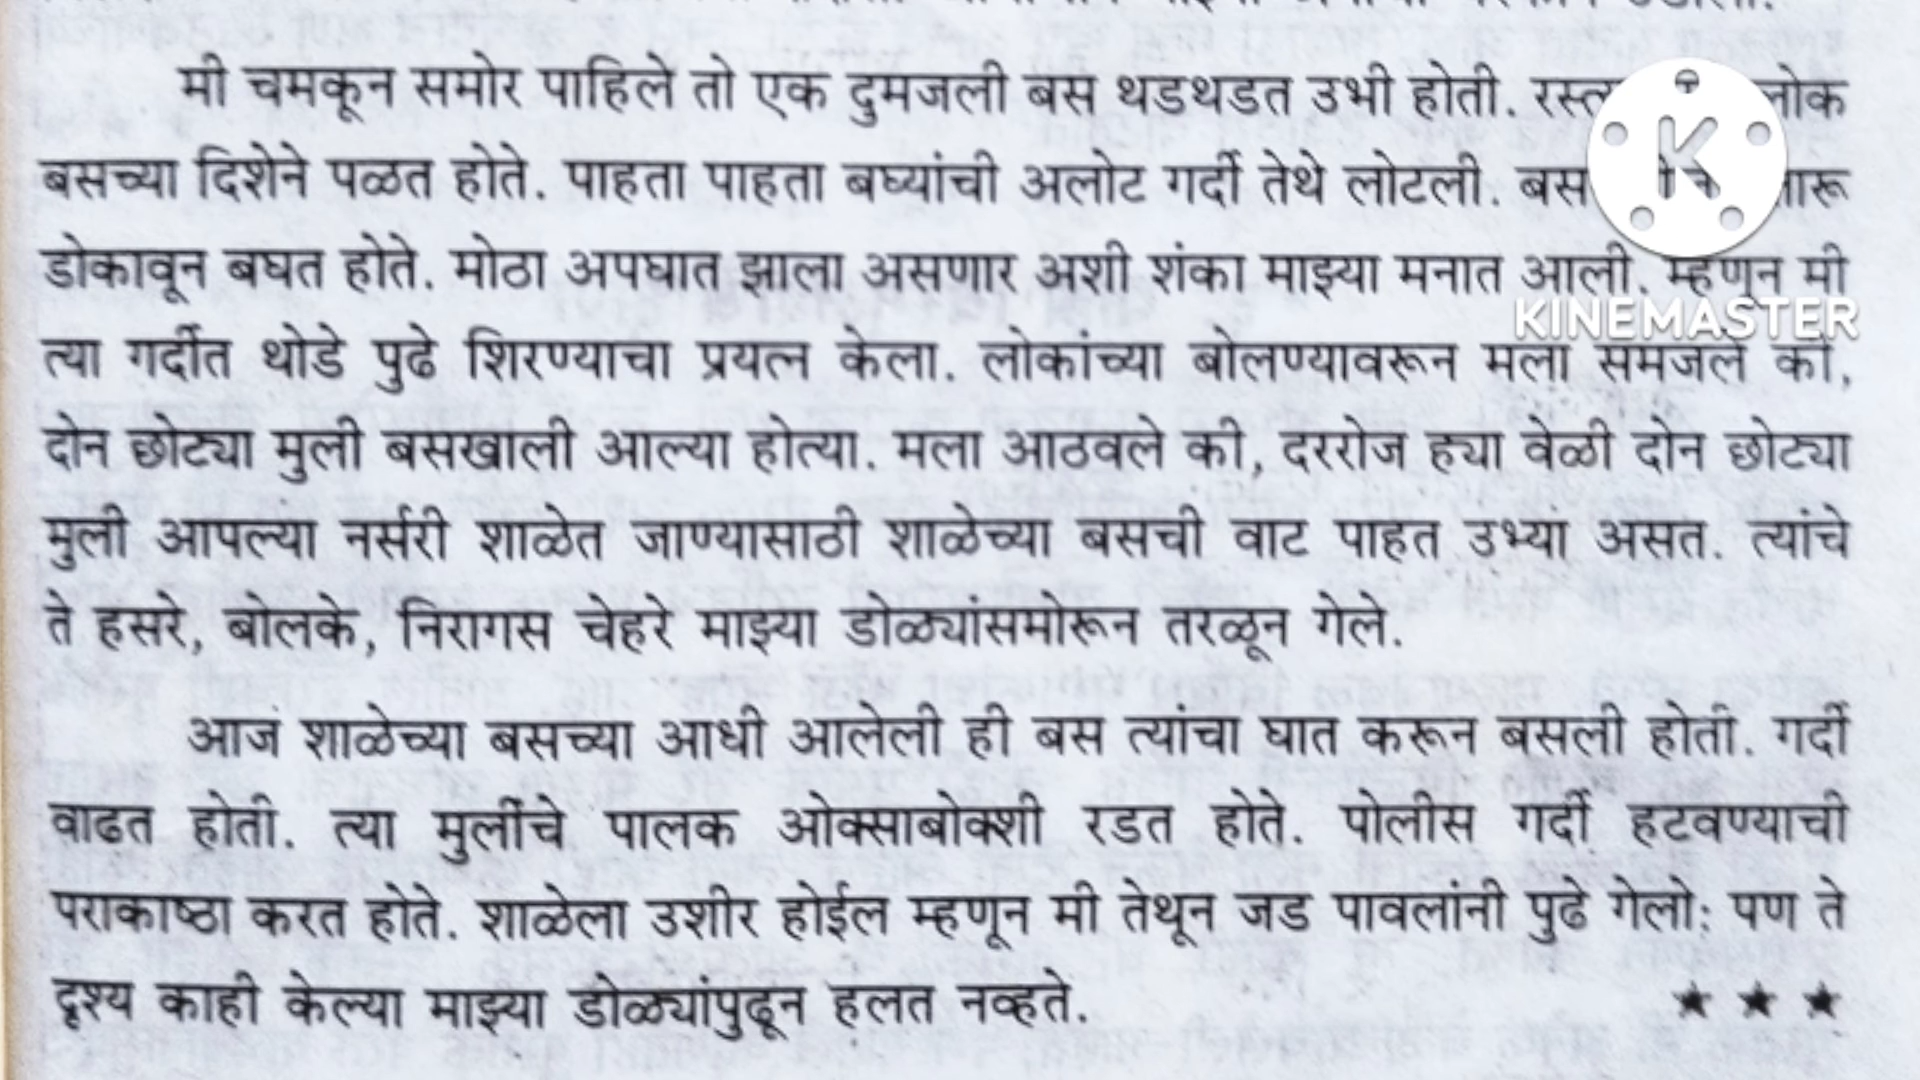 मी चमकून समोर पाहिले तो एक दुमजली बस थडथडत उभी होती.
बसच्या दिशेने पळत होते. पाहता पाहता बघ्यांची अलोट गर्दी तेथे लोटली. बस
डोकावून बघत होते. मोठा अपघात झाला असणार अशी शंका माझ्या मनात आली. म्हणून मी
KINEMASTER
त्या गर्दीत थोडे पुढे शिरण्याचा प्रयत्न केला. लोकांच्या बोलण्यावरून मला समजले की,
दोन छोट्या मुली बसखाली आल्या होत्या. मला आठवले की, दररोज ह्या वेळी दोन छोट्या
मुली आपल्या नर्सरी शाळेत जाण्यासाठी शाळेच्या बसची वाट पाहत उभ्या असत. त्यांचे
ते हसरे, बोलके, निरागस चेहरे माझ्या डोळ्यांसमोरून तरळून गेले.
आज शाळेच्या बसच्या आधी आलेली ही बस त्यांचा घात करून बसली होती. गर्दी
वाढत होती. त्या मुलींचे पालक ओक्साबोक्शी रडत होते. पोलीस गर्दी हटवण्याची
पराकाष्ठा करत होते. शाळेला उशीर होईल म्हणून मी तेथून जड पावलांनी पुढे गेलो; पण ते
दृश्य काही केल्या माझ्या डोळ्यांपुढून हलत नव्हते. ★ ★ ★